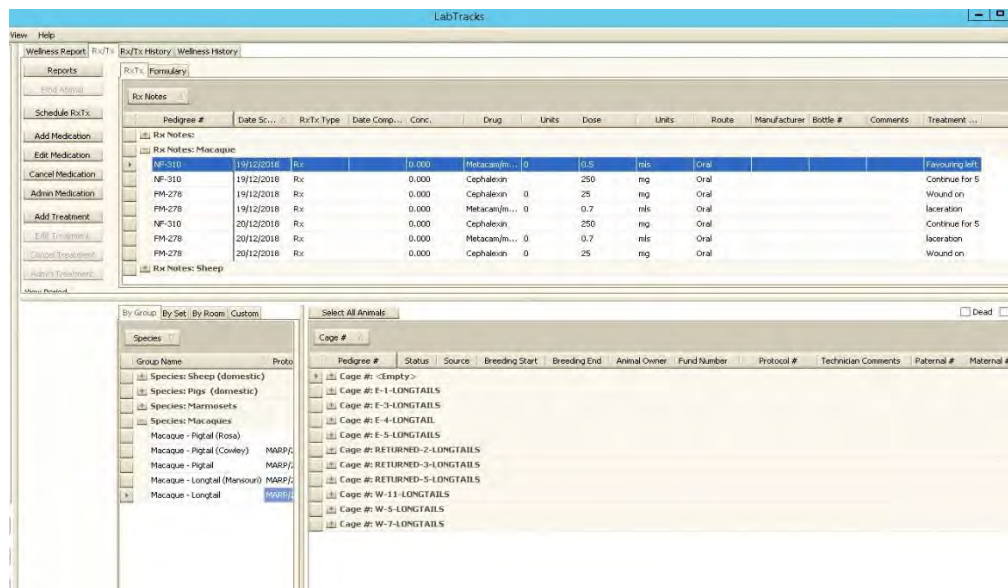 LabTracks
View Help
Wellness Report Rx/Tx Rx/Tx History Wellness History
Reports
Find Animal
Schedule RxTx
Add Medication
Edit Medication
Cancel Medication
Admin Medication
Add Treatment
Edit Treatment
Cancel Treatment
Admin Treatment
View Period
RxTx Formulary
Rx Notes
Pedigree # Date Sc... RxTx Type Date Comp... Conc. Drug Units Dose Units Route Manufacturer Bottle # Comments Treatment ...
Rx Notes:
Rx Notes: Macaque
NF-310 19/12/2018 Rx 0.000 Metacam/m... 0 0.5 mls Oral Favouring left
NF-310 19/12/2018 Rx 0.000 Cephalexin 250 mg Oral Continue for 5
FM-278 19/12/2018 Rx 0.000 Cephalexin 0 25 mg Oral Wound on
FM-278 19/12/2018 Rx 0.000 Metacam/m... 0 0.7 mls Oral laceration
NF-310 20/12/2018 Rx 0.000 Cephalexin 250 mg Oral Continue for 5
FM-278 20/12/2018 Rx 0.000 Metacam/m... 0 0.7 mls Oral laceration
FM-278 20/12/2018 Rx 0.000 Cephalexin 0 25 mg Oral Wound on
Rx Notes: Sheep
By Group By Set By Room Custom
Species
Group Name Proto
Species: Sheep (domestic)
Species: Pigs (domestic)
Species: Marmosets
Species: Macaques
Macaque - Pigtail (Rosa)
Macaque - Pigtail (Cowley) MARP/
Macaque - Pigtail MARP/
Macaque - Longtail (Mansouri) MARP/
Macaque - Longtail MARP/
Select All Animals Dead
Cage #
Pedigree # Status Source Breeding Start Breeding End Animal Owner Fund Number Protocol # Technician Comments Paternal # Maternal #
Cage #: <Empty>
Cage #: E-1-LONGTAILS
Cage #: E-3-LONGTAILS
Cage #: E-4-LONGTAIL
Cage #: E-5-LONGTAILS
Cage #: RETURNED-2-LONGTAILS
Cage #: RETURNED-3-LONGTAILS
Cage #: RETURNED-5-LONGTAILS
Cage #: W-11-LONGTAILS
Cage #: W-5-LONGTAILS
Cage #: W-7-LONGTAILS